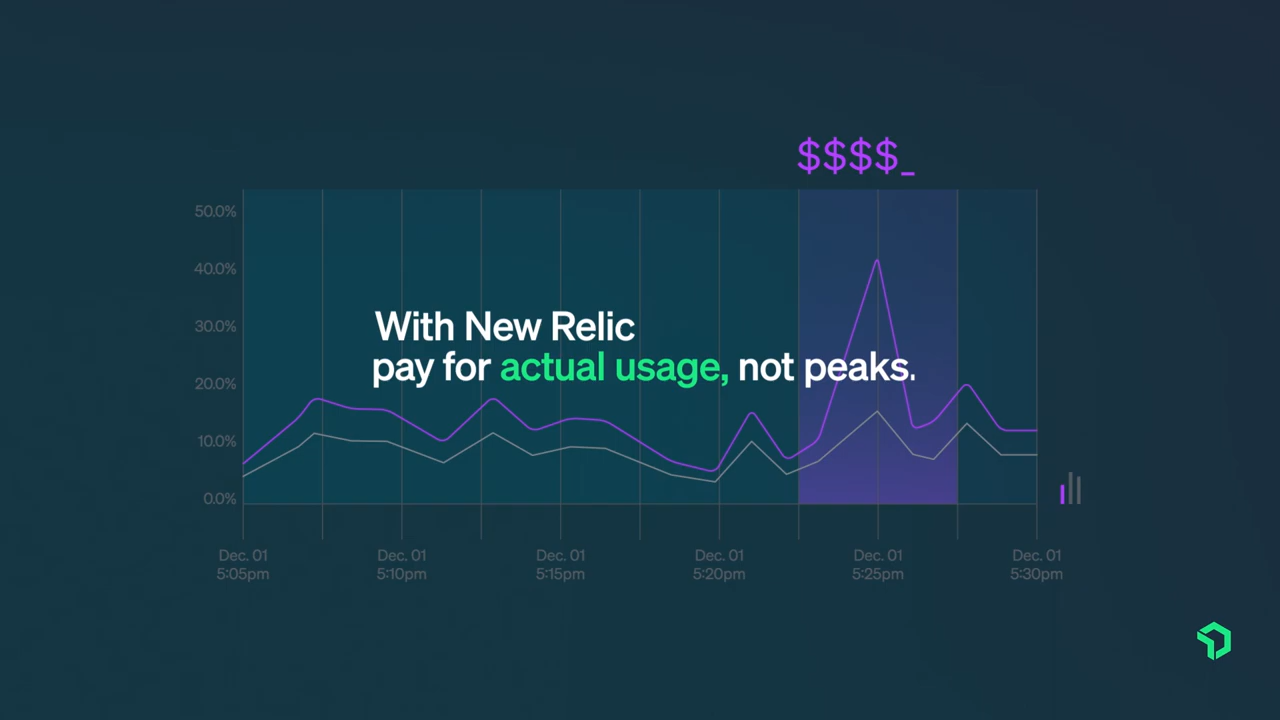 $$$$_
50.0%
40.0%
30.0%
With New Relic
pay for actual usage, not peaks.
20.0%
10.0%
0.0%
Dec. 01 Dec. 01 Dec. 01 Dec. 01 Dec. 01 Dec. 01
5:05pm 5:10pm 5:15pm 5:20pm 5:25pm 5:30pm